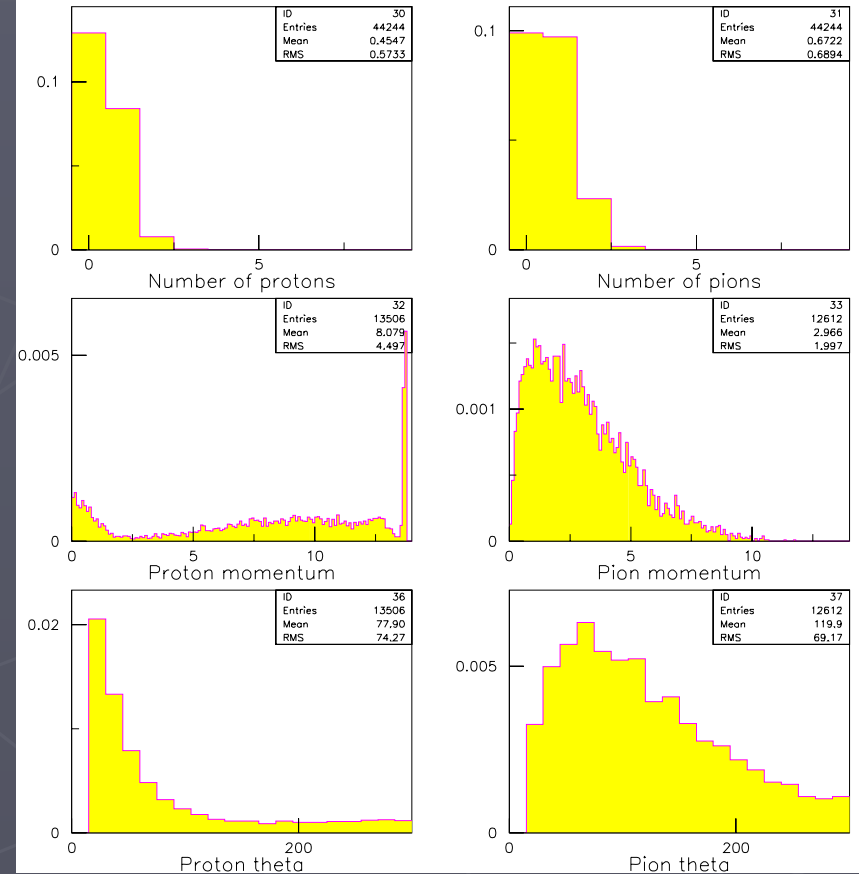 ID 30
Entries 44244
Mean 0.4547
RMS 0.5733
0.1
0
0 5
Number of protons
ID 31
Entries 44244
Mean 0.6722
RMS 0.6894
0.1
0
0 5
Number of pions
ID 32
Entries 13506
Mean 8.079
RMS 4.497
0.005
0
0 5 10
Proton momentum
ID 33
Entries 12612
Mean 2.966
RMS 1.997
0.001
0
0 5 10
Pion momentum
ID 36
Entries 13506
Mean 77.90
RMS 74.27
0.02
0
0 200
Proton theta
ID 37
Entries 12612
Mean 119.9
RMS 69.17
0.005
0
0 200
Pion theta